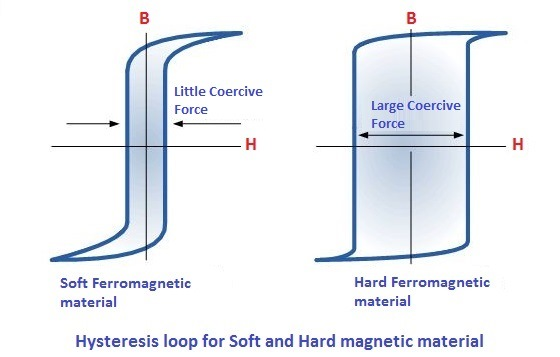 B
B
Little Coercive
Force
Large Coercive
Force
H
H
Soft Ferromagnetic
material
Hard Ferromagnetic
material
Hysteresis loop for Soft and Hard magnetic material